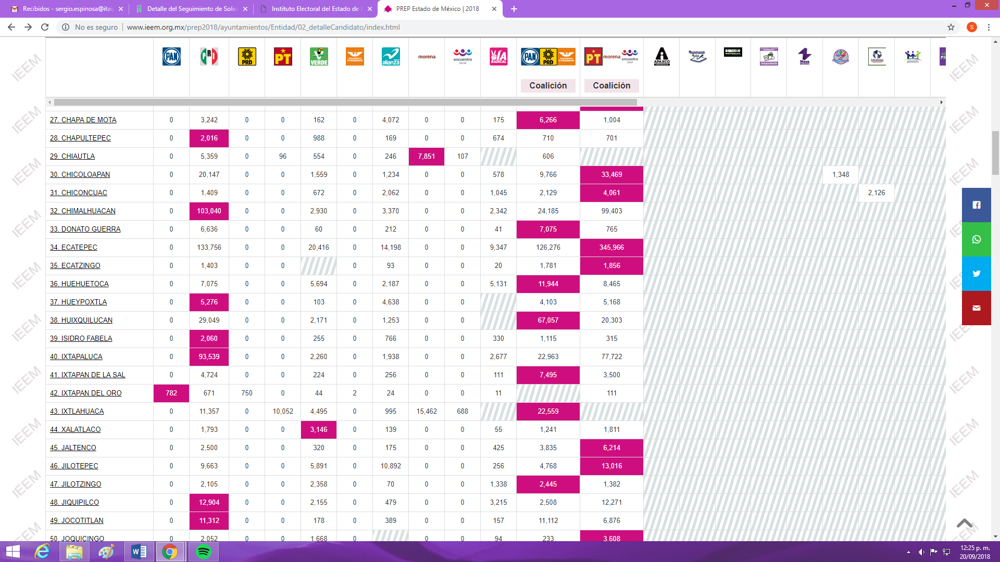 Recibidos - sergio.espinosa@itai
Detalle del Seguimiento de Solici
Instituto Electoral del Estado de
PREP Estado de México | 2018
No es seguro
www.ieem.org.mx/prep2018/ayuntamientos/Entidad/02_detalleCandidato/index.html
S
PAN PRI PRD PT VERDE MOVIMIENTO CIUDADANO nueva alianza morena encuentro social VÍA RADICAL PAN PRD MOVIMIENTO CIUDADANO PT morena encuentro social APAXCO ERNESTO Independiente Maza Chiconcuac
Coalición Coalición
27. CHAPA DE MOTA 0 3,242 0 0 162 0 4,072 0 0 175 6,266 1,004
28. CHAPULTEPEC 0 2,016 0 0 988 0 169 0 0 674 710 701
29. CHIAUTLA 0 5,359 0 96 554 0 246 7,851 107 606
30. CHICOLOAPAN 0 20,147 0 0 1,559 0 1,234 0 0 578 9,766 33,469 1,348
31. CHICONCUAC 0 1,409 0 0 672 0 2,062 0 0 1,045 2,129 4,061 2,126
32. CHIMALHUACAN 0 103,040 0 0 2,930 0 3,370 0 0 2,342 24,185 99,403
33. DONATO GUERRA 0 6,636 0 0 60 0 212 0 0 41 7,075 765
34. ECATEPEC 0 133,756 0 0 20,416 0 14,198 0 0 9,347 126,276 345,966
35. ECATZINGO 0 1,403 0 0 0 93 0 0 20 1,781 1,856
36. HUEHUETOCA 0 7,075 0 0 5,694 0 2,187 0 0 5,131 11,944 8,465
37. HUEYPOXTLA 0 5,276 0 0 103 0 4,638 0 0 4,103 5,168
38. HUIXQUILUCAN 0 29,049 0 0 2,171 0 1,253 0 0 67,057 20,303
39. ISIDRO FABELA 0 2,060 0 0 255 0 766 0 0 330 1,115 315
40. IXTAPALUCA 0 93,539 0 0 2,260 0 1,938 0 0 2,677 22,963 77,722
41. IXTAPAN DE LA SAL 0 4,724 0 0 224 0 256 0 0 111 7,495 3,500
42. IXTAPAN DEL ORO 782 671 750 0 44 2 24 0 0 11 111
43. IXTLAHUACA 0 11,357 0 10,052 4,495 0 995 15,462 688 22,559
44. XALATLACO 0 1,793 0 0 3,146 0 139 0 0 55 1,241 1,811
45. JALTENCO 0 2,500 0 0 320 0 175 0 0 425 3,835 6,214
46. JILOTEPEC 0 9,663 0 0 5,891 0 10,892 0 0 256 4,768 13,016
47. JILOTZINGO 0 2,105 0 0 2,358 0 70 0 0 1,338 2,445 1,382
48. JIQUIPILCO 0 12,904 0 0 2,155 0 479 0 0 3,215 2,508 12,271
49. JOCOTITLAN 0 11,312 0 0 178 0 389 0 0 157 11,112 6,876
50. JOQUICINGO 0 2,052 0 0 1,668 0 0 0 94 233 3,608
IEEM
IEEM
IEEM
IEEM
IEEM
IEEM
IEEM
IEEM
IEEM
IEEM
12:25 p. m.
20/09/2018